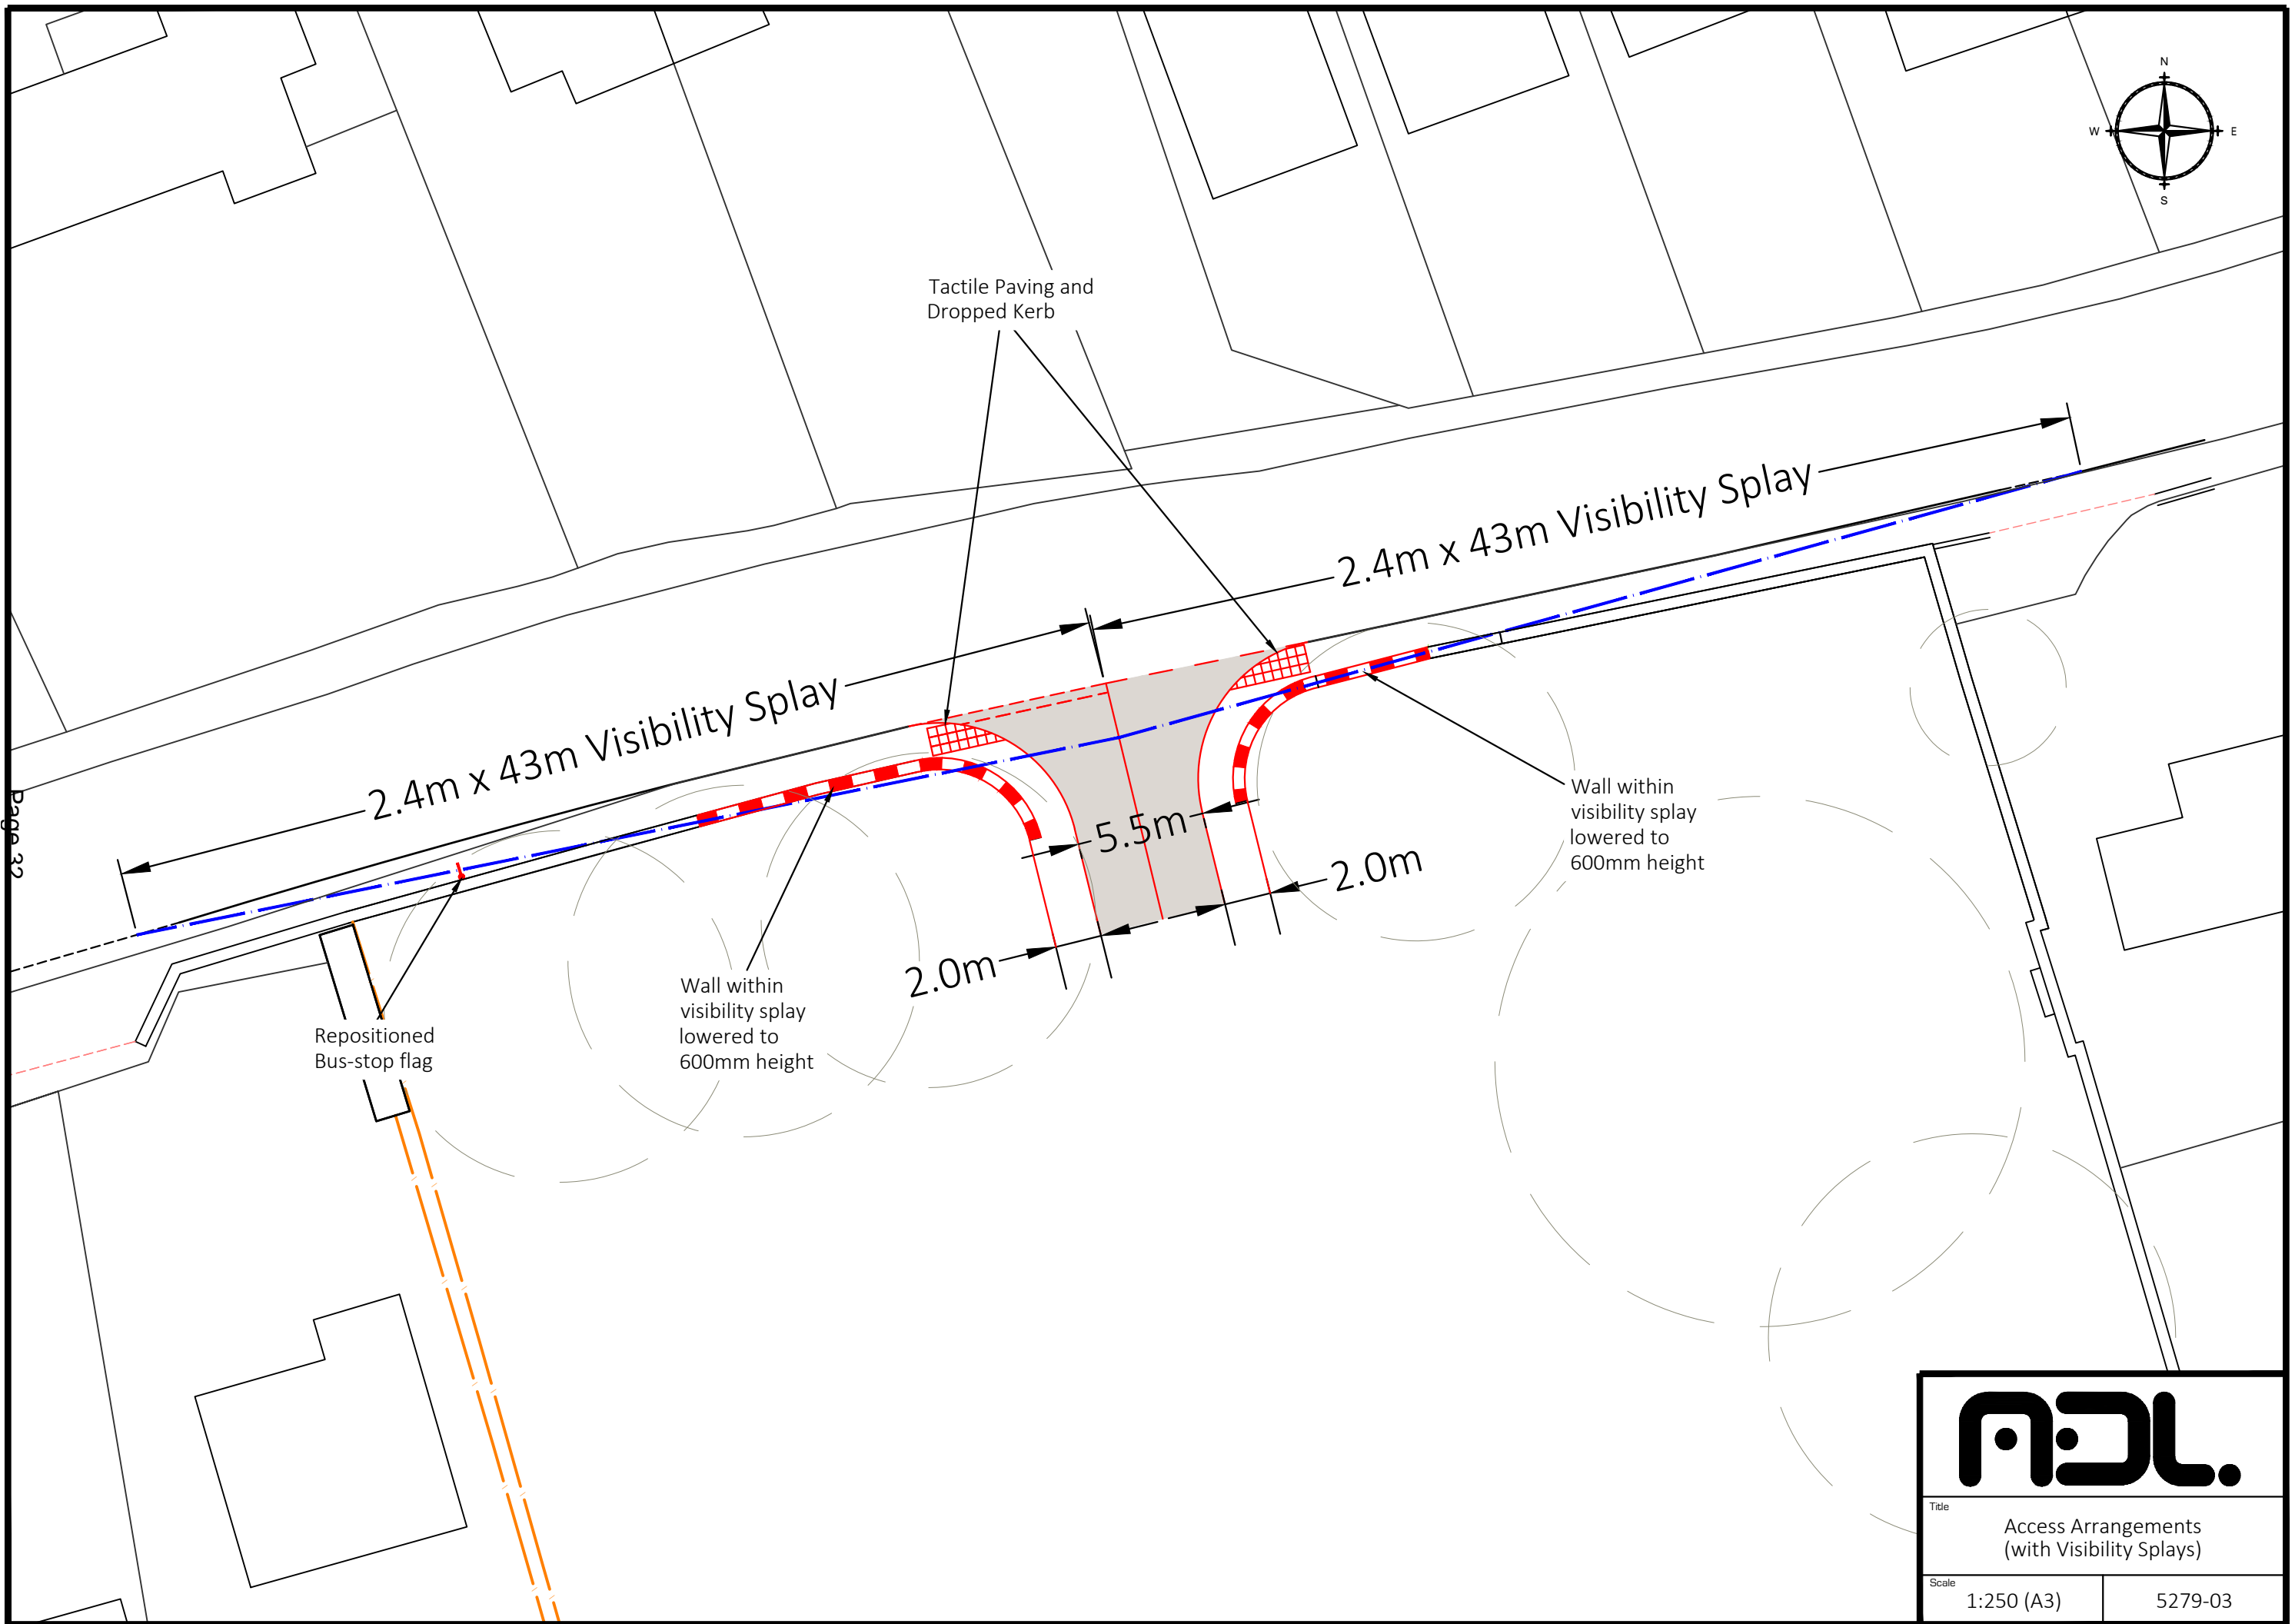 N
W
E
S
Tactile Paving and
Dropped Kerb
2.4m x 43m Visibility Splay
2.4m x 43m Visibility Splay
Page 32
5.5m
2.0m
2.0m
Wall within
visibility splay
lowered to
600mm height
Wall within
visibility splay
lowered to
600mm height
Repositioned
Bus-stop flag
ADL.
Title
Access Arrangements
(with Visibility Splays)
Scale
1:250 (A3)
5279-03